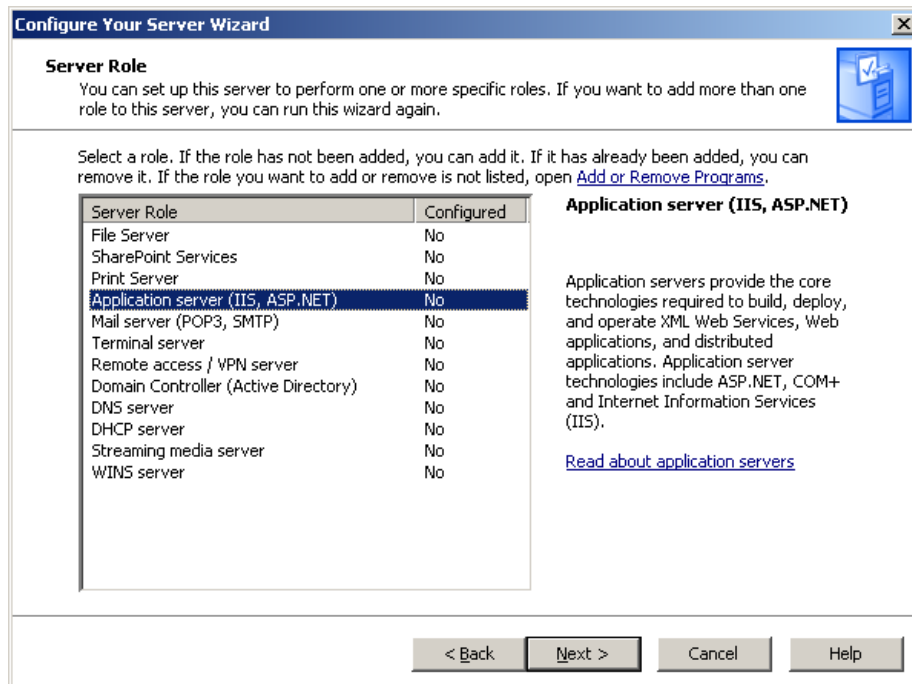 Configure Your Server Wizard
Server Role
You can set up this server to perform one or more specific roles. If you want to add more than one
role to this server, you can run this wizard again.
Select a role. If the role has not been added, you can add it. If it has already been added, you can
remove it. If the role you want to add or remove is not listed, open Add or Remove Programs.
Server Role Configured
File Server No
SharePoint Services No
Print Server No
Application server (IIS, ASP.NET) No
Mail server (POP3, SMTP) No
Terminal server No
Remote access / VPN server No
Domain Controller (Active Directory) No
DNS server No
DHCP server No
Streaming media server No
WINS server No
Application server (IIS, ASP.NET)
Application servers provide the core
technologies required to build, deploy,
and operate XML Web Services, Web
applications, and distributed
applications. Application server
technologies include ASP.NET, COM+
and Internet Information Services
(IIS).
Read about application servers
< Back Next > Cancel Help